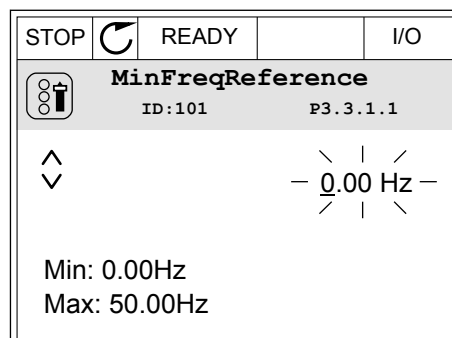 STOP READY I/O
MinFreqReference
ID:101 P3.3.1.1
0.00 Hz
Min: 0.00Hz
Max: 50.00Hz